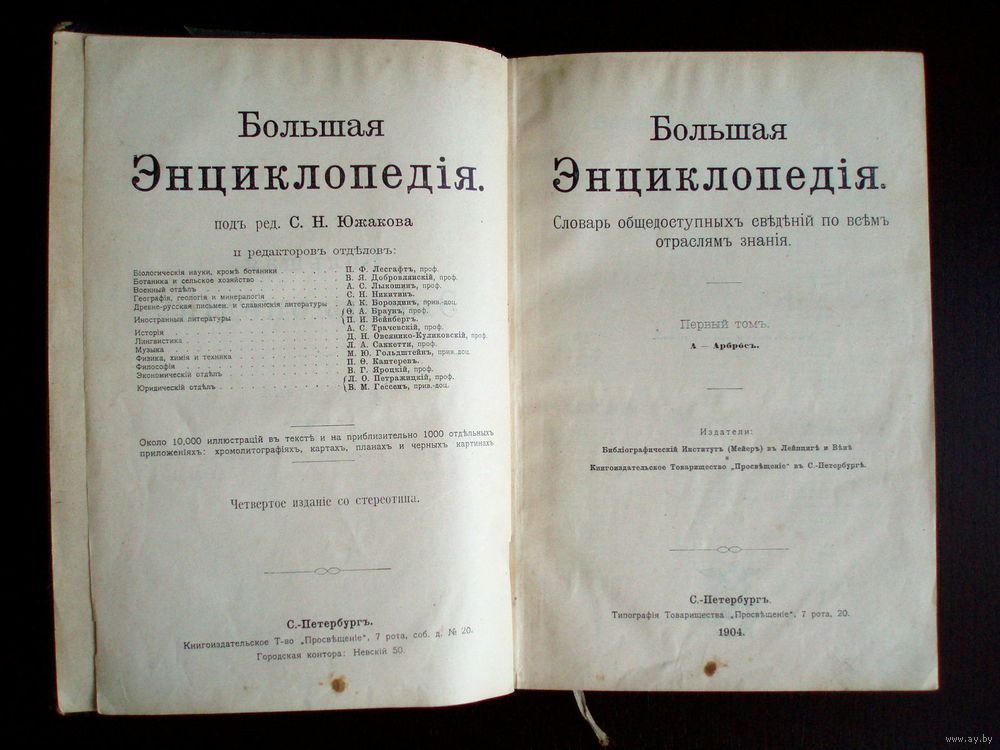 Большая
Энциклопедія.
подъ ред. С. Н. Южакова
и редакторовъ отдѣловъ:
Біологическія науки, кромѣ ботаники . . . . . . П. Ф. Лесгафтъ, проф.
Ботаника и сельское хозяйство . . . . . . . . В. Я. Добровлянскій, проф.
Военный отдѣлъ . . . . . . . . . . . . А. С. Лыкошинъ, проф.
Географія, геологія и минералогія . . . . . . . С. Н. Никитинъ.
Древне-русская письмен. и славянскія литературы . А. К. Бороздинъ, прив.-доц.
Иностранныя литературы . . . . . . . . . {Ѳ. А. Браунъ, проф.
{П. И. Вейнбергъ.
Исторія . . . . . . . . . . . . . . А. С. Трачевскій, проф.
Лингвистика . . . . . . . . . . . . . Д. Н. Овсянико-Куликовскій, проф.
Музыка . . . . . . . . . . . . . . Л. А. Саккетти, проф.
Физика, химія и техника . . . . . . . . . М. Ю. Гольдштейнъ, прив.-доц.
Философія . . . . . . . . . . . . . П. Ѳ. Каптеревъ.
Экономическій отдѣлъ . . . . . . . . . . В. Г. Яроцкій, проф.
Юридическій отдѣлъ . . . . . . . . . . . {Л. О. Петражицкій, проф.
{В. М. Гессенъ, прив.-доц.
Около 10,000 иллюстрацій въ текстѣ и на приблизительно 1000 отдѣльныхъ
приложеніяхъ: хромолитографіяхъ, картахъ, планахъ и черныхъ картинахъ
Четвертое изданіе со стереотипа.
С.-Петербургъ.
Книгоиздательское Т-во „Просвѣщеніе“, 7 рота, соб. д. № 20.
Городская контора: Невскій 50.
Большая
Энциклопедія.
Словарь общедоступныхъ свѣдѣній по всѣмъ
отраслямъ знанія.
Первый томъ.
А — Арбросъ.
Издатели:
Библіографическій Институтъ (Мейеръ) въ Лейпцигѣ и Вѣнѣ
и
Книгоиздательское Товарищество „Просвѣщеніе“ въ С.-Петербургѣ.
С.-Петербургъ.
Типографія Товарищества „Просвѣщеніе“, 7 рота, 20.
1904.
www.ay.by